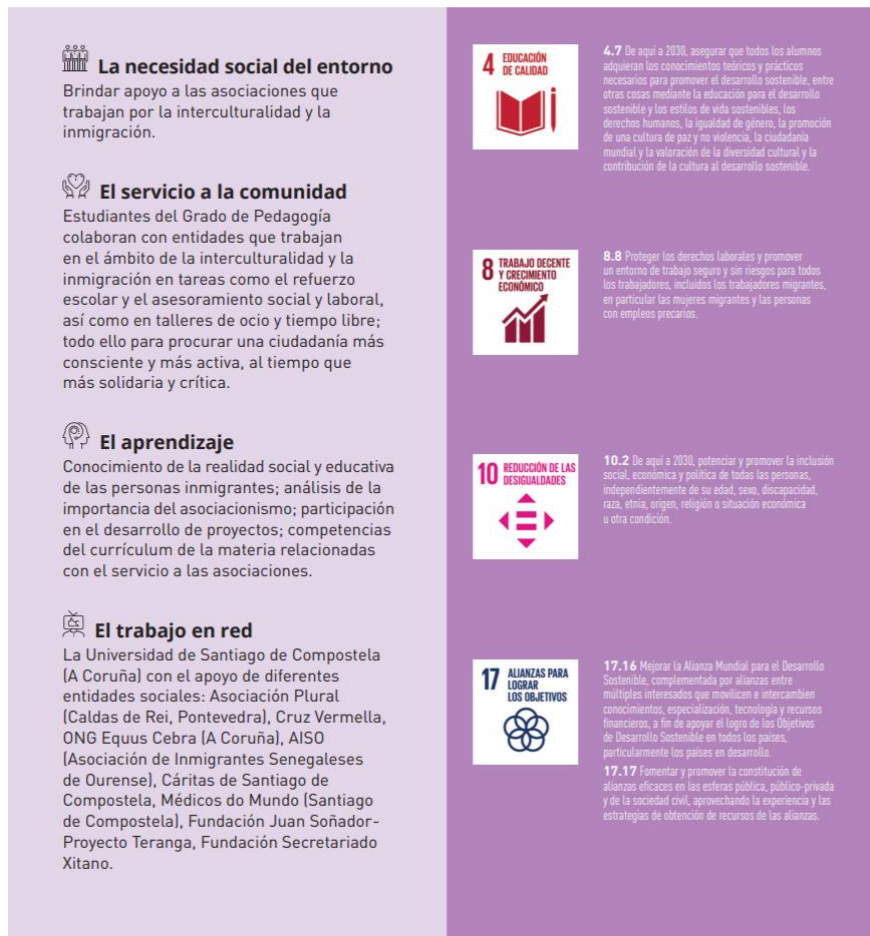 La necesidad social del entorno
Brindar apoyo a las asociaciones que
trabajan por la interculturalidad y la
inmigración.
El servicio a la comunidad
Estudiantes del Grado de Pedagogía
colaboran con entidades que trabajan
en el ámbito de la interculturalidad y la
inmigración en tareas como el refuerzo
escolar y el asesoramiento social y laboral,
así como en talleres de ocio y tiempo libre;
todo ello para procurar una ciudadanía más
consciente y más activa, al tiempo que
más solidaria y crítica.
El aprendizaje
Conocimiento de la realidad social y educativa
de las personas inmigrantes; análisis de la
importancia del asociacionismo; participación
en el desarrollo de proyectos; competencias
del currículum de la materia relacionadas
con el servicio a las asociaciones.
El trabajo en red
La Universidad de Santiago de Compostela
(A Coruña) con el apoyo de diferentes
entidades sociales: Asociación Plural
(Caldas de Rei, Pontevedra), Cruz Vermella,
ONG Equus Cebra (A Coruña), AISO
(Asociación de Inmigrantes Senegaleses
de Ourense), Cáritas de Santiago de
Compostela, Médicos do Mundo (Santiago
de Compostela), Fundación Juan Soñador-
Proyecto Teranga, Fundación Secretariado
Xitano.
4 EDUCACIÓN
DE CALIDAD
4.7 De aquí a 2030, asegurar que todos los alumnos
adquieran los conocimientos teóricos y prácticos
necesarios para promover el desarrollo sostenible, entre
otras cosas mediante la educación para el desarrollo
sostenible y los estilos de vida sostenibles, los
derechos humanos, la igualdad de género, la promoción
de una cultura de paz y no violencia, la ciudadanía
mundial y la valoración de la diversidad cultural y la
contribución de la cultura al desarrollo sostenible.
8 TRABAJO DECENTE
Y CRECIMIENTO
ECONÓMICO
8.8 Proteger los derechos laborales y promover
un entorno de trabajo seguro y sin riesgos para todos
los trabajadores, incluidos los trabajadores migrantes,
en particular las mujeres migrantes y las personas
con empleos precarios.
10 REDUCCIÓN DE LAS
DESIGUALDADES
10.2 De aquí a 2030, potenciar y promover la inclusión
social, económica y política de todas las personas,
independientemente de su edad, sexo, discapacidad,
raza, etnia, origen, religión o situación económica
u otra condición.
17 ALIANZAS PARA
LOGRAR
LOS OBJETIVOS
17.16 Mejorar la Alianza Mundial para el Desarrollo
Sostenible, complementada por alianzas entre
múltiples interesados que movilicen e intercambien
conocimientos, especialización, tecnología y recursos
financieros, a fin de apoyar el logro de los Objetivos
de Desarrollo Sostenible en todos los países,
particularmente los países en desarrollo.
17.17 Fomentar y promover la constitución de
alianzas eficaces en las esferas pública, público-privada
y de la sociedad civil, aprovechando la experiencia y las
estrategias de obtención de recursos de las alianzas.